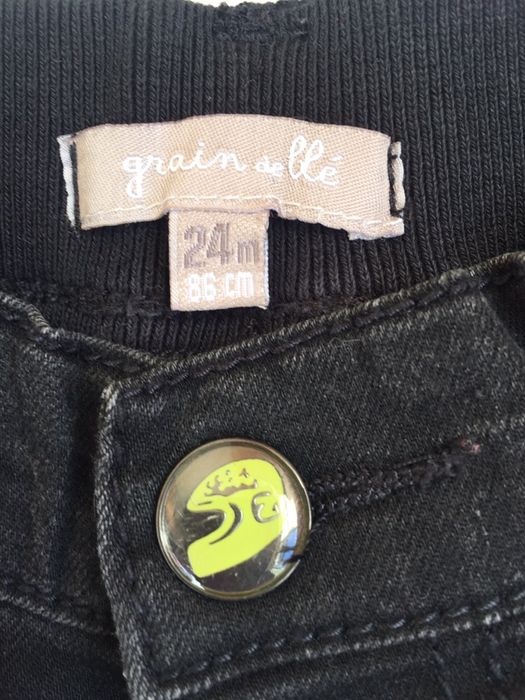 grain de blé
24m
86 cm